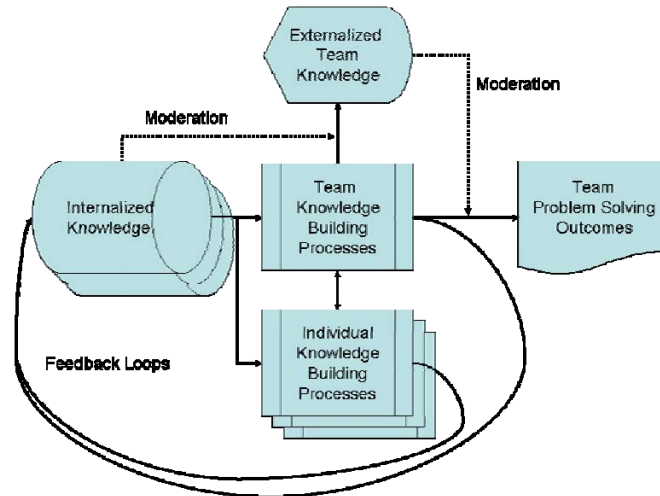 Externalized
Team
Knowledge
Moderation
Moderation
Internalized
Knowledge
Team
Knowledge
Building
Processes
Team
Problem Solving
Outcomes
Individual
Knowledge
Building
Processes
Feedback Loops